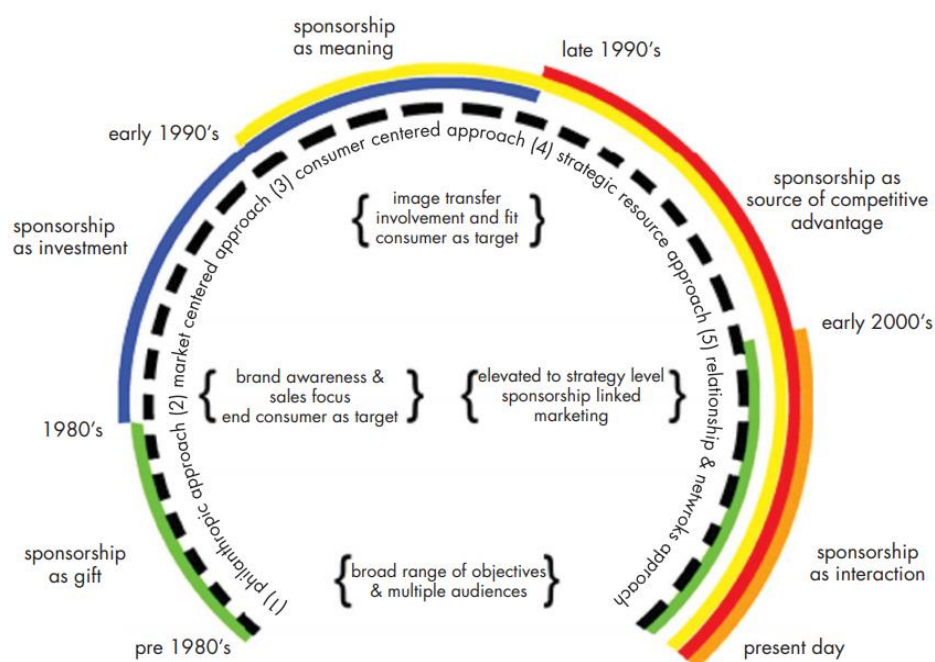 sponsorship
as meaning
late 1990's
early 1990's
sponsorship
as investment
sponsorship as
source of competitive
advantage
1980's
early 2000's
sponsorship
as gift
sponsorship
as interaction
pre 1980's
present day
(1) philanthropic approach (2) market centered approach (3) consumer centered approach (4) strategic resource approach (5) relationship & netwroks approach
image transfer
involvement and fit
consumer as target
brand awareness &
sales focus
end consumer as target
elevated to strategy level
sponsorship linked
marketing
broad range of objectives
& multiple audiences